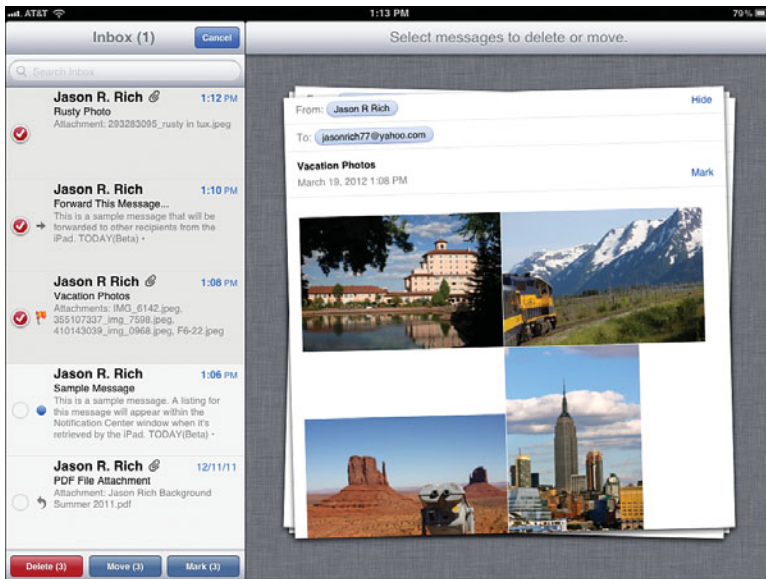 AT&T
1:13 PM
79%
Inbox (1)
Cancel
Select messages to delete or move.
Search Inbox
Jason R. Rich
1:12 PM
Rusty Photo
Attachment: 293283095_rusty in tux.jpeg
Jason R. Rich
1:10 PM
Forward This Message...
This is a sample message that will be
forwarded to other recipients from the
iPad. TODAY(Beta) •
Jason R Rich
1:08 PM
Vacation Photos
Attachments: IMG_6142.jpeg,
355107337_img_7598.jpeg,
410143039_img_0968.jpeg, F6-22.jpeg
Jason R. Rich
1:06 PM
Sample Message
This is a sample message. A listing for
this message will appear within the
Notification Center window when it's
retrieved by the iPad. TODAY(Beta) •
Jason R. Rich
12/11/11
PDF File Attachment
Attachment: Jason Rich Background
Summer 2011.pdf
Delete (3)
Move (3)
Mark (3)
From: Jason R Rich
Hide
To: jasonrich77@yahoo.com
Vacation Photos
March 19, 2012 1:08 PM
Mark